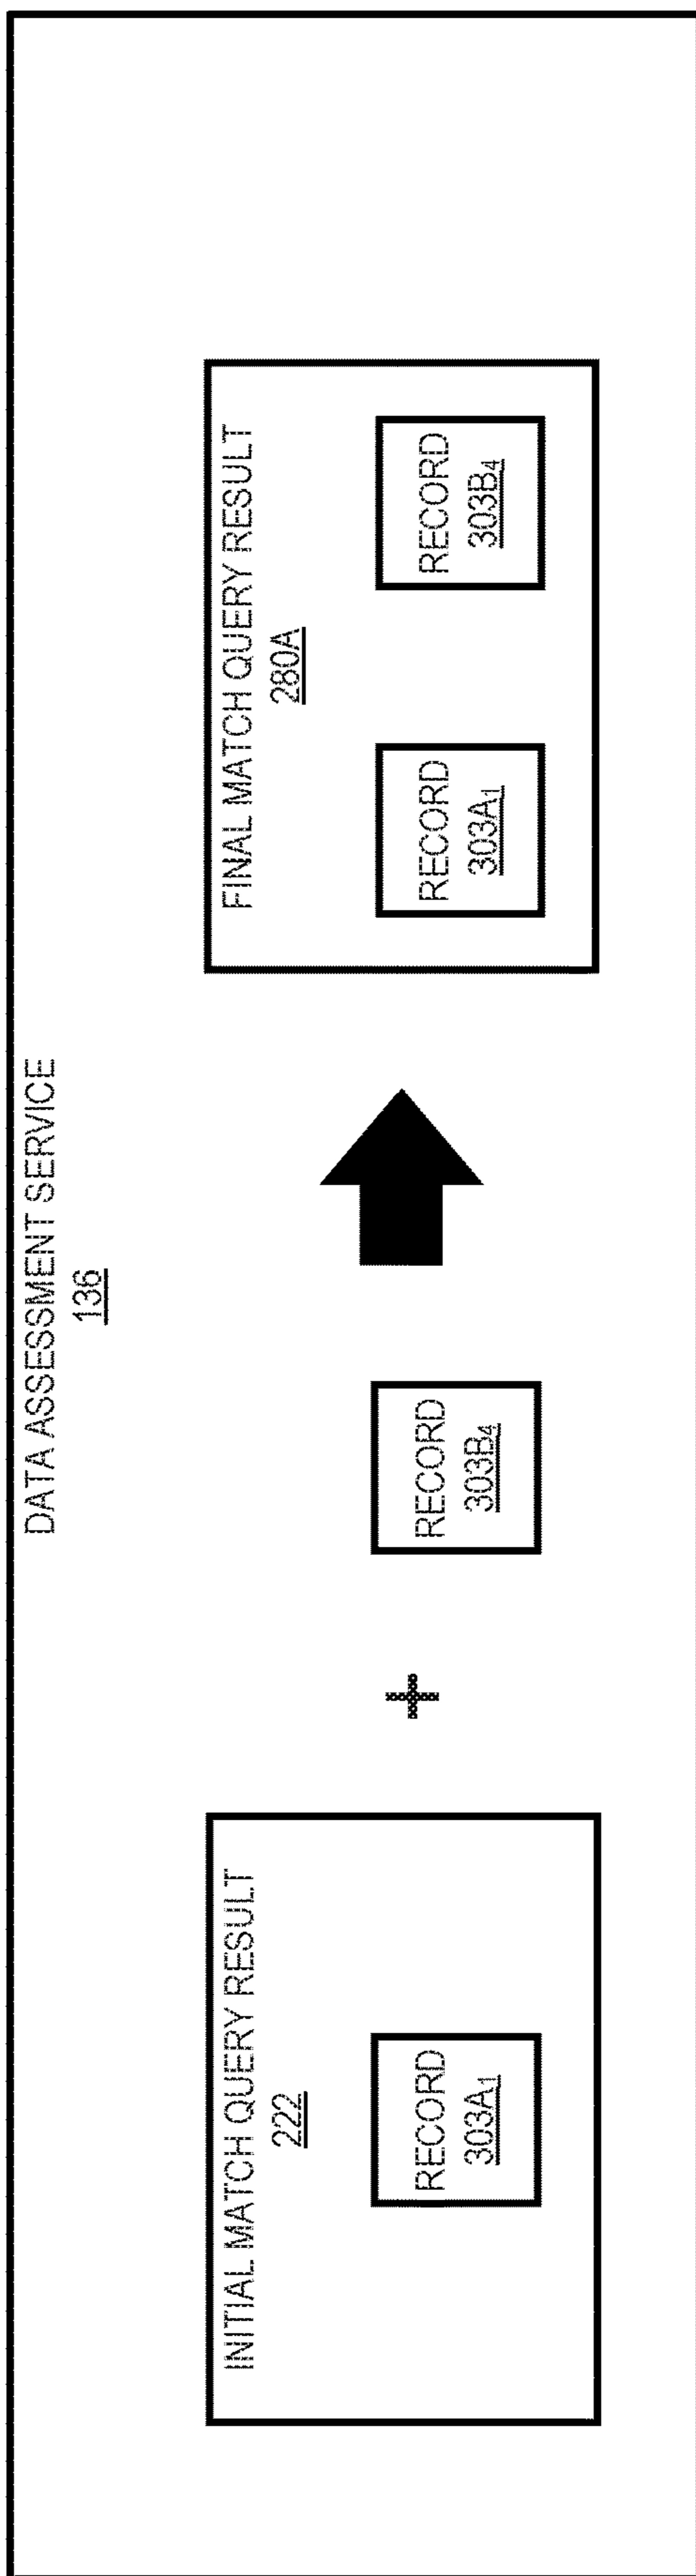 DATA ASSESSMENT SERVICE
136
INITIAL MATCH QUERY RESULT
222
RECORD
303A₁
+
RECORD
303B₄
FINAL MATCH QUERY RESULT
280A
RECORD
303A₁
RECORD
303B₄